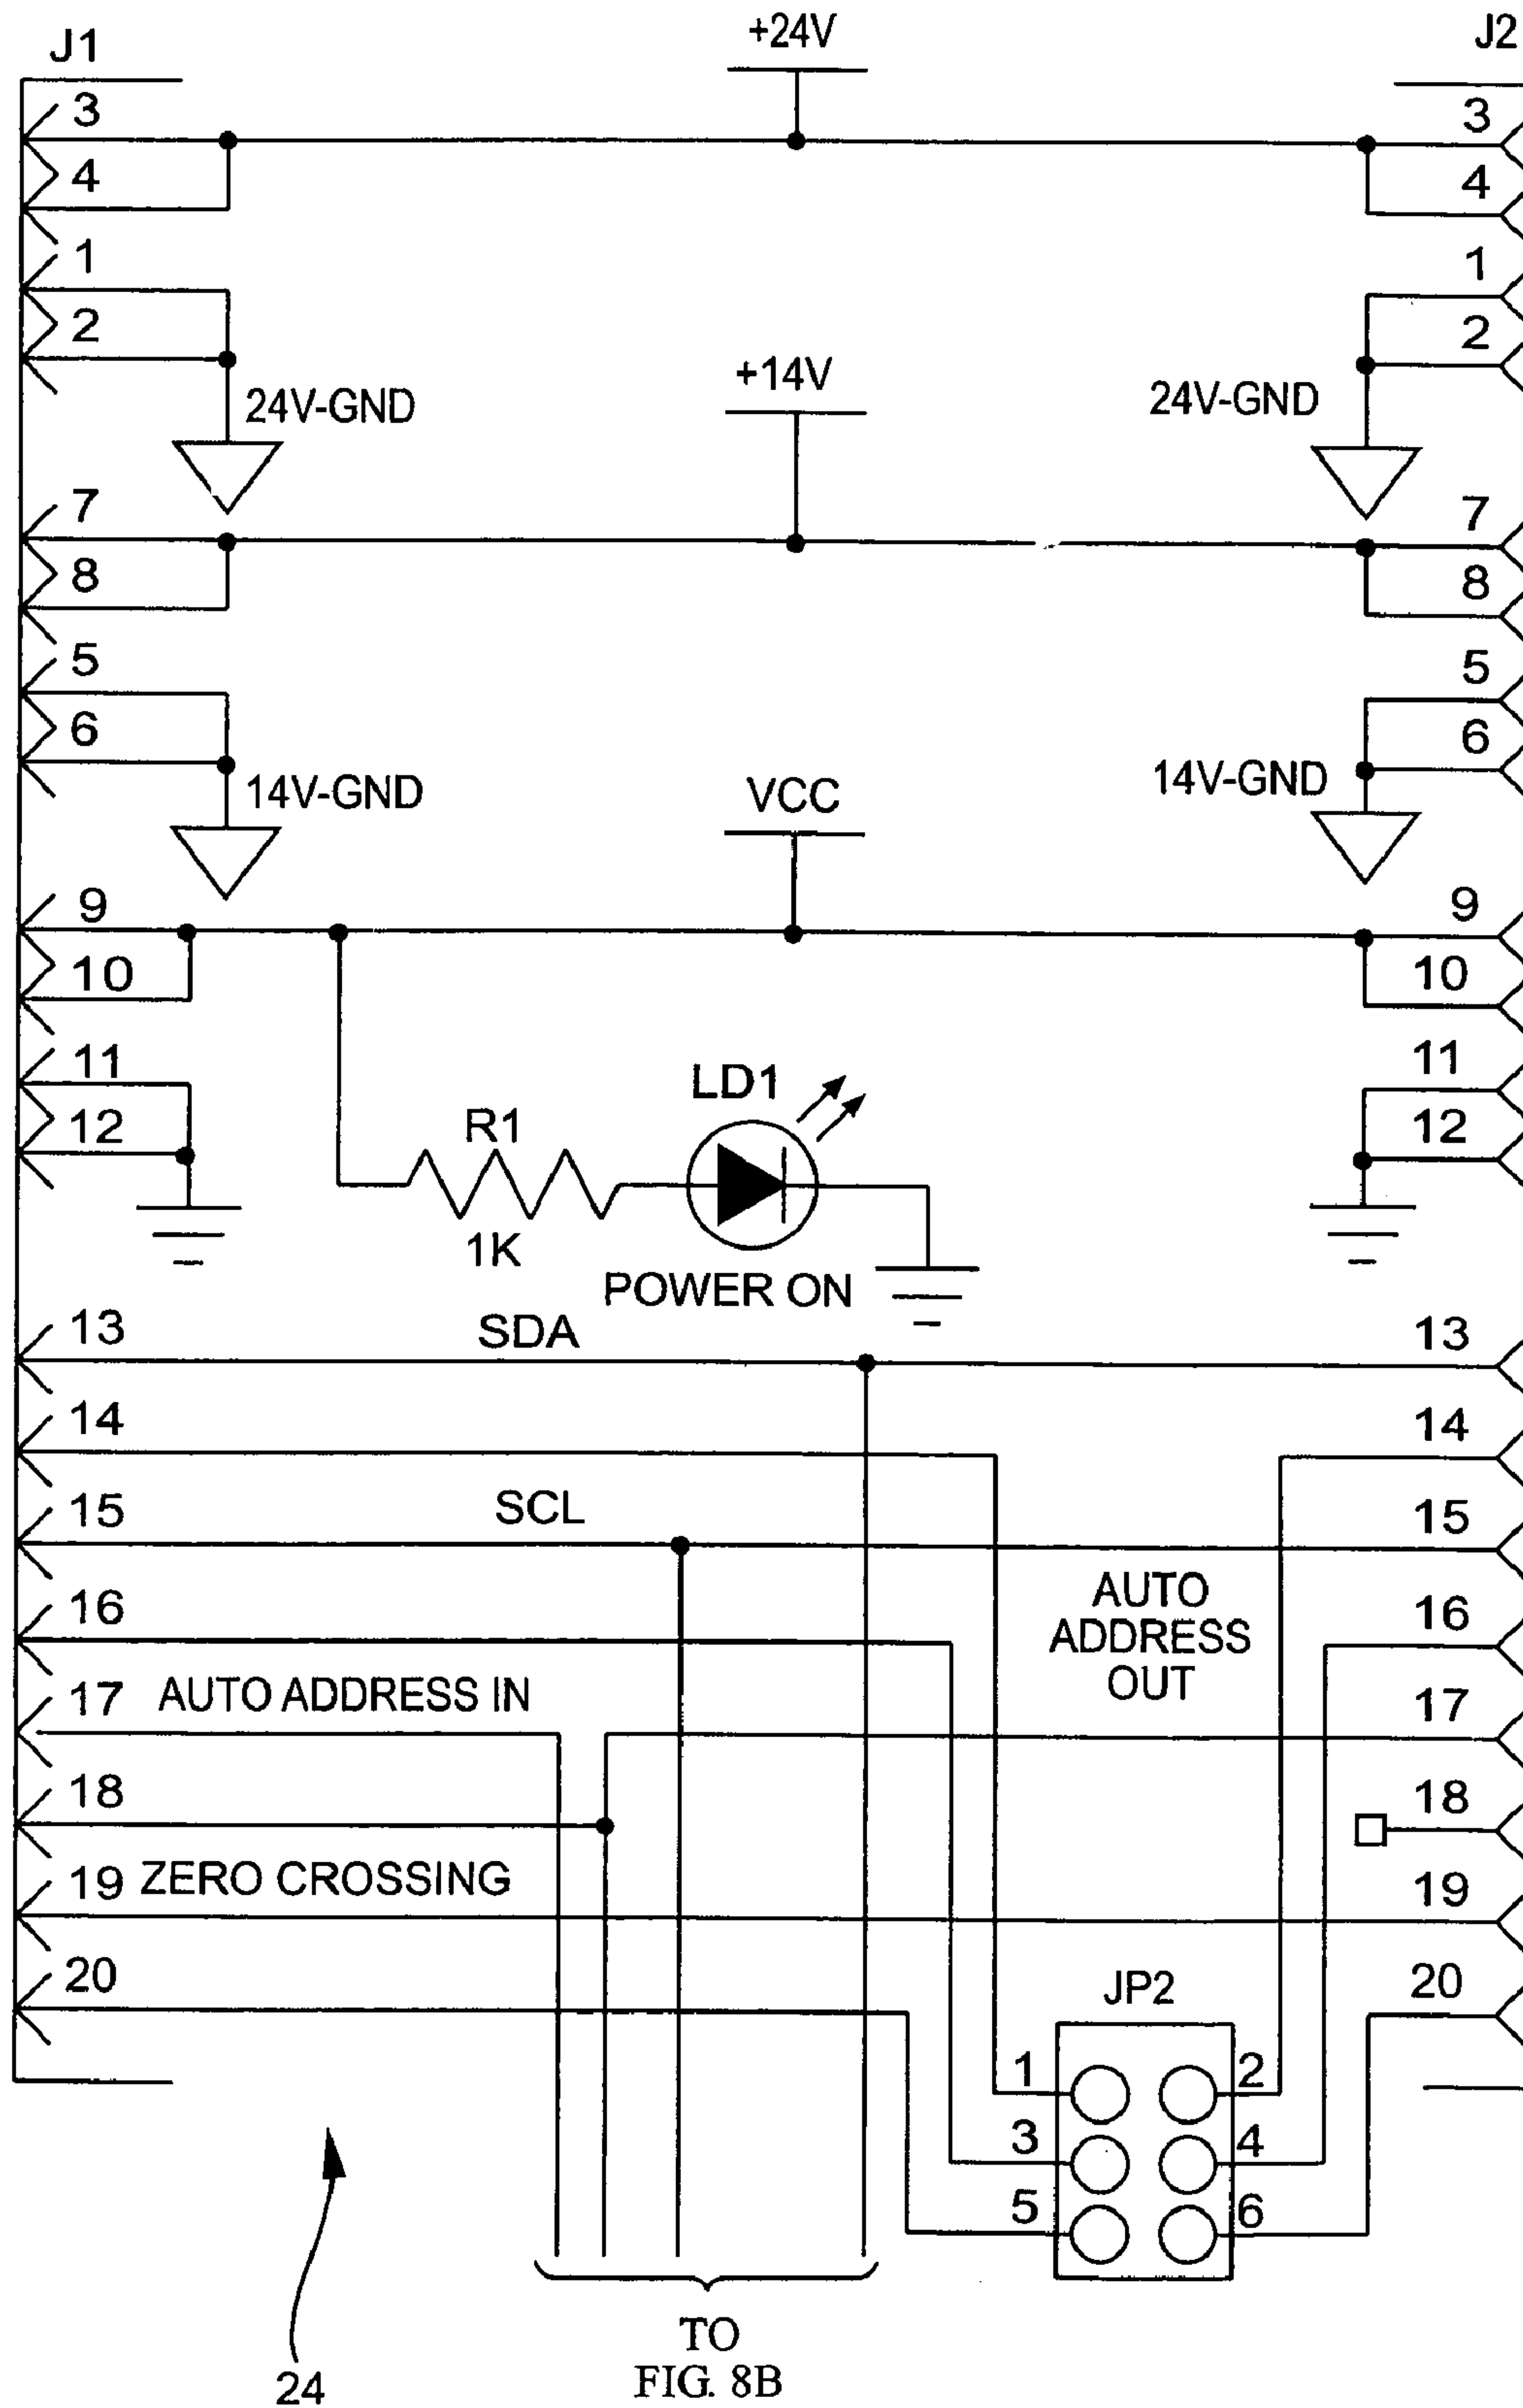 J1
+24V
J2
3
3
4
4
1
1
2
2
24V-GND
+14V
24V-GND
7
7
8
8
5
5
6
6
14V-GND
VCC
14V-GND
9
9
10
10
11
11
12
12
R1
LD1
1K
POWER ON
13
SDA
13
14
14
15
SCL
15
16
AUTO
ADDRESS
OUT
16
17
AUTO ADDRESS IN
17
18
18
19
ZERO CROSSING
19
20
JP2
20
1
2
3
4
5
6
TO
FIG. 8B
24